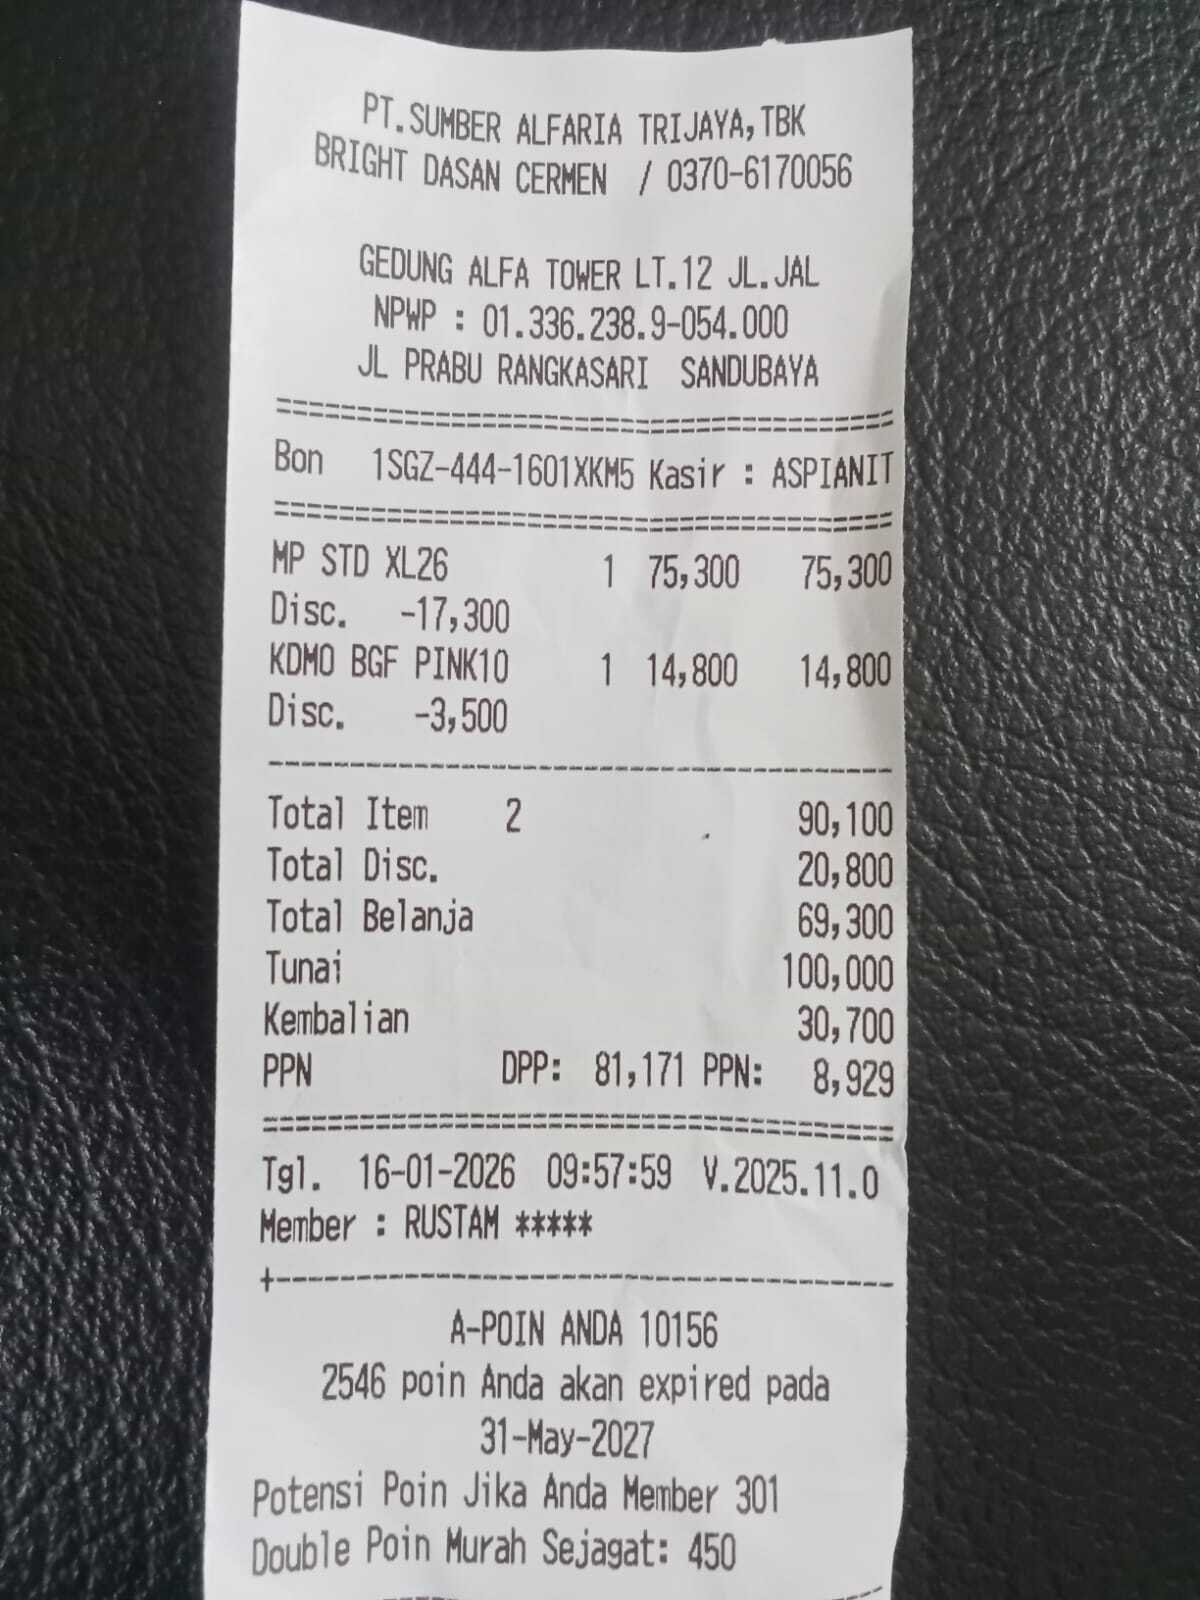 PT.SUMBER ALFARIA TRIJAYA,TBK
BRIGHT DASAN CERMEN / 0370-6170056
GEDUNG ALFA TOWER LT.12 JL.JAL
NPWP : 01.336.238.9-054.000
JL PRABU RANGKASARI SANDUBAYA
Bon 1SGZ-444-1601XKM5 Kasir : ASPIANIT
MP STD XL26 1 75,300 75,300
Disc. -17,300
KDMO BGF PINK10 1 14,800 14,800
Disc. -3,500
Total Item 2 90,100
Total Disc. 20,800
Total Belanja 69,300
Tunai 100,000
Kembalian 30,700
PPN DPP: 81,171 PPN: 8,929
Tgl. 16-01-2026 09:57:59 V.2025.11.0
Member : RUSTAM *****
A-POIN ANDA 10156
2546 poin Anda akan expired pada
31-May-2027
Potensi Poin Jika Anda Member 301
Double Poin Murah Sejagat: 450